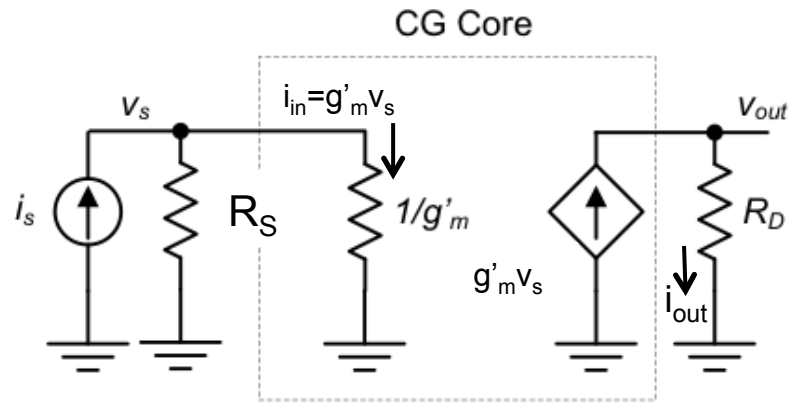 CG Core
v_s
i_in=g'_m v_s
v_out
i_s
R_S
1/g'_m
R_D
g'_m v_s
i_out